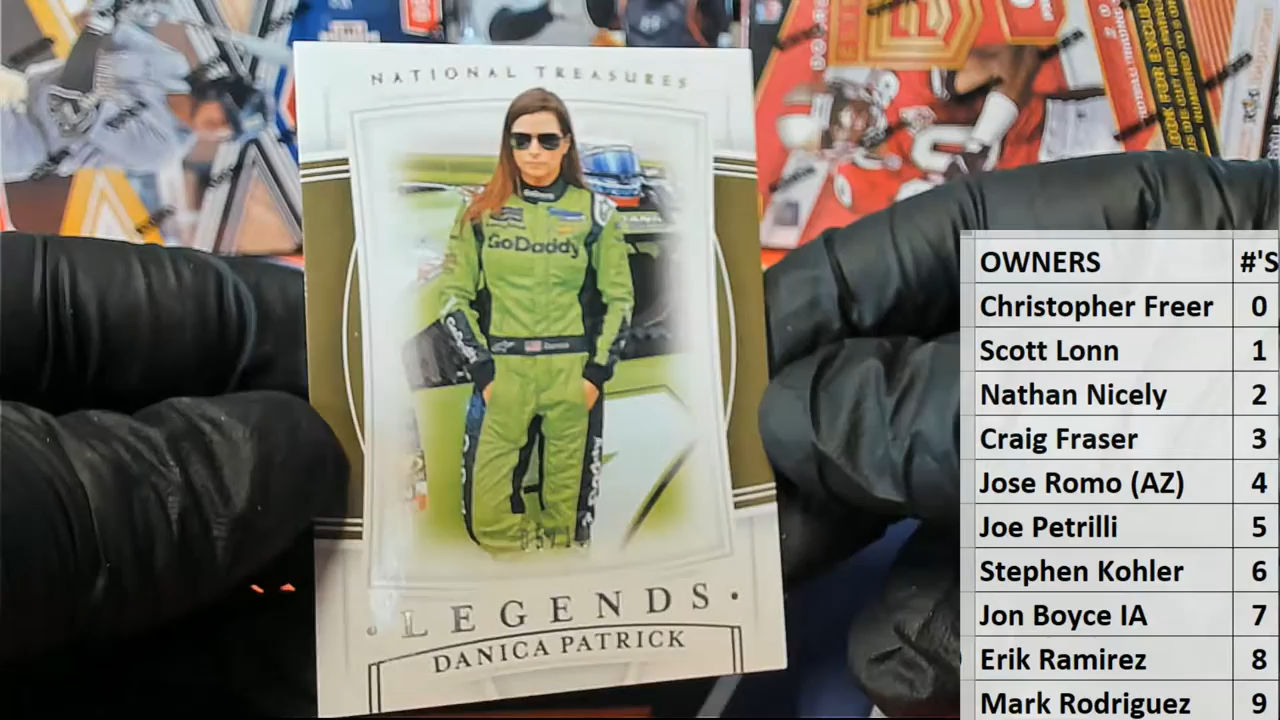 NATIONAL TREASURES
GoDaddy
LEGENDS
DANICA PATRICK
OWNERS #'S
Christopher Freer 0
Scott Lonn 1
Nathan Nicely 2
Craig Fraser 3
Jose Romo (AZ) 4
Joe Petrilli 5
Stephen Kohler 6
Jon Boyce IA 7
Erik Ramirez 8
Mark Rodriguez 9